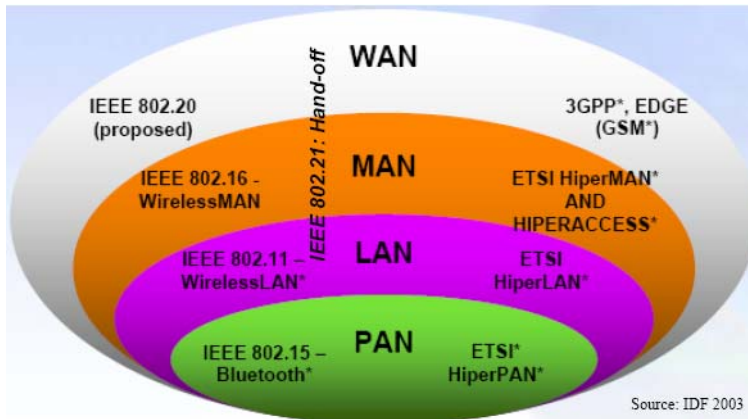 WAN
IEEE 802.20
(proposed)
IEEE 802.21: Hand-off
3GPP*, EDGE
(GSM*)
MAN
IEEE 802.16 -
WirelessMAN
ETSI HiperMAN*
AND
HIPERACCESS*
LAN
IEEE 802.11 –
WirelessLAN*
ETSI
HiperLAN*
PAN
IEEE 802.15 –
Bluetooth*
ETSI*
HiperPAN*
Source: IDF 2003